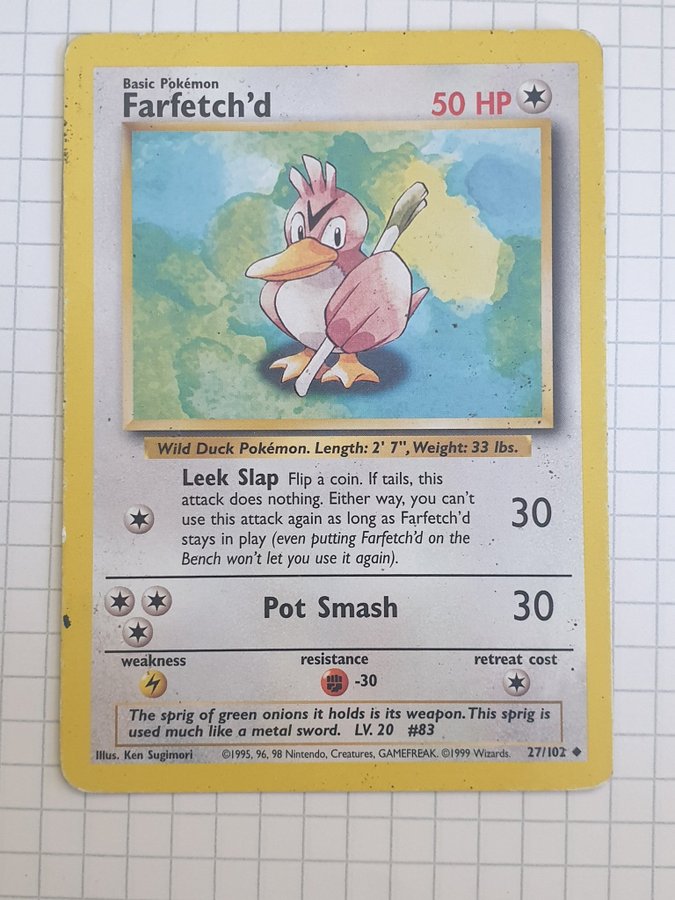 Basic Pokémon
Farfetch'd
50 HP
Wild Duck Pokémon. Length: 2' 7", Weight: 33 lbs.
Leek Slap Flip a coin. If tails, this
attack does nothing. Either way, you can't
use this attack again as long as Farfetch'd
stays in play (even putting Farfetch'd on the
Bench won't let you use it again).
30
Pot Smash
30
weakness
resistance
retreat cost
-30
The sprig of green onions it holds is its weapon. This sprig is
used much like a metal sword. LV. 20 #83
Illus. Ken Sugimori
©1995, 96, 98 Nintendo, Creatures, GAMEFREAK. ©1999 Wizards.
27/102